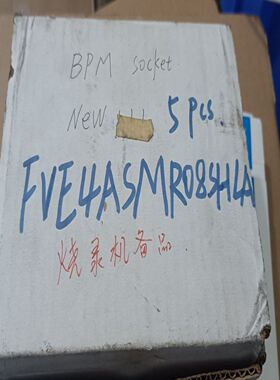 BPM socket
New 5 pcs
FVE4ASMR08SHLA
烧录机备品